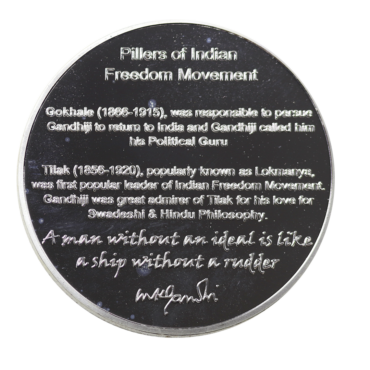 Pillers of Indian
Freedom Movement
Gokhale (1866-1915), was responsible to persue
Gandhiji to return to India and Gandhiji called him
his Political Guru
Tilak (1856-1920), popularly known as Lokmanya,
was first popular leader of Indian Freedom Movement.
Gandhiji was great admirer of Tilak for his love for
Swadeshi & Hindu Philosophy.
A man without an ideal is like
a ship without a rudder
MKGandhi